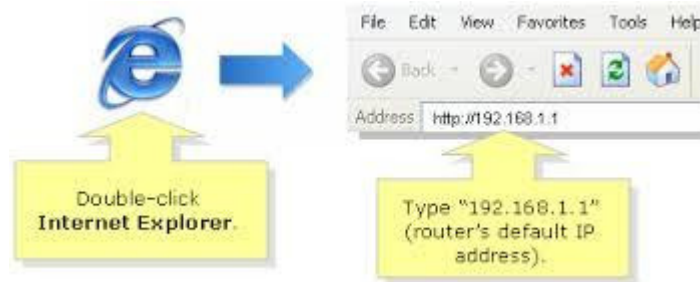 File Edit View Favorites Tools Help
Back
Address http://192.168.1.1
Double-click
Internet Explorer.
Type "192.168.1.1"
(router's default IP
address).